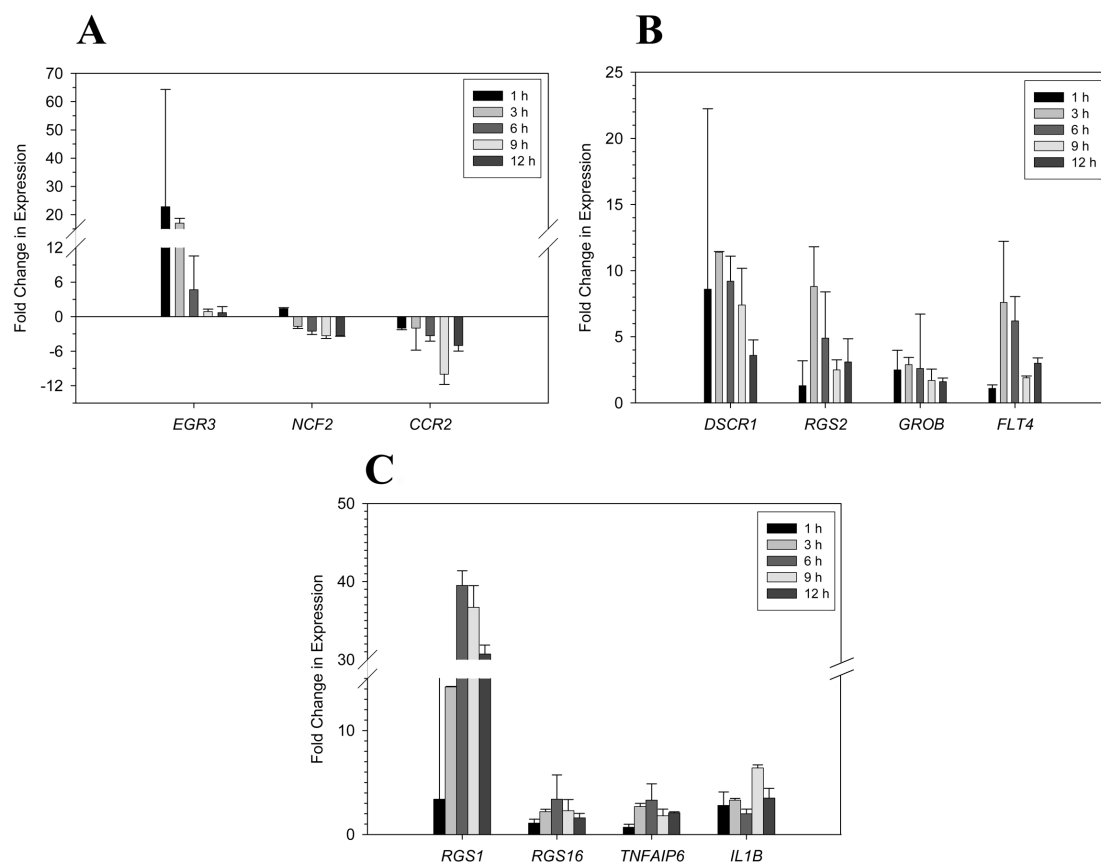 A
Fold Change in Expression
70
60
50
40
30
20
12
6
0
-6
-12
1 h
3 h
6 h
9 h
12 h
EGR3 NCF2 CCR2
B
Fold Change in Expression
25
20
15
10
5
0
1 h
3 h
6 h
9 h
12 h
DSCR1 RGS2 GROB FLT4
C
Fold Change in Expression
50
40
30
10
0
1 h
3 h
6 h
9 h
12 h
RGS1 RGS16 TNFAIP6 IL1B